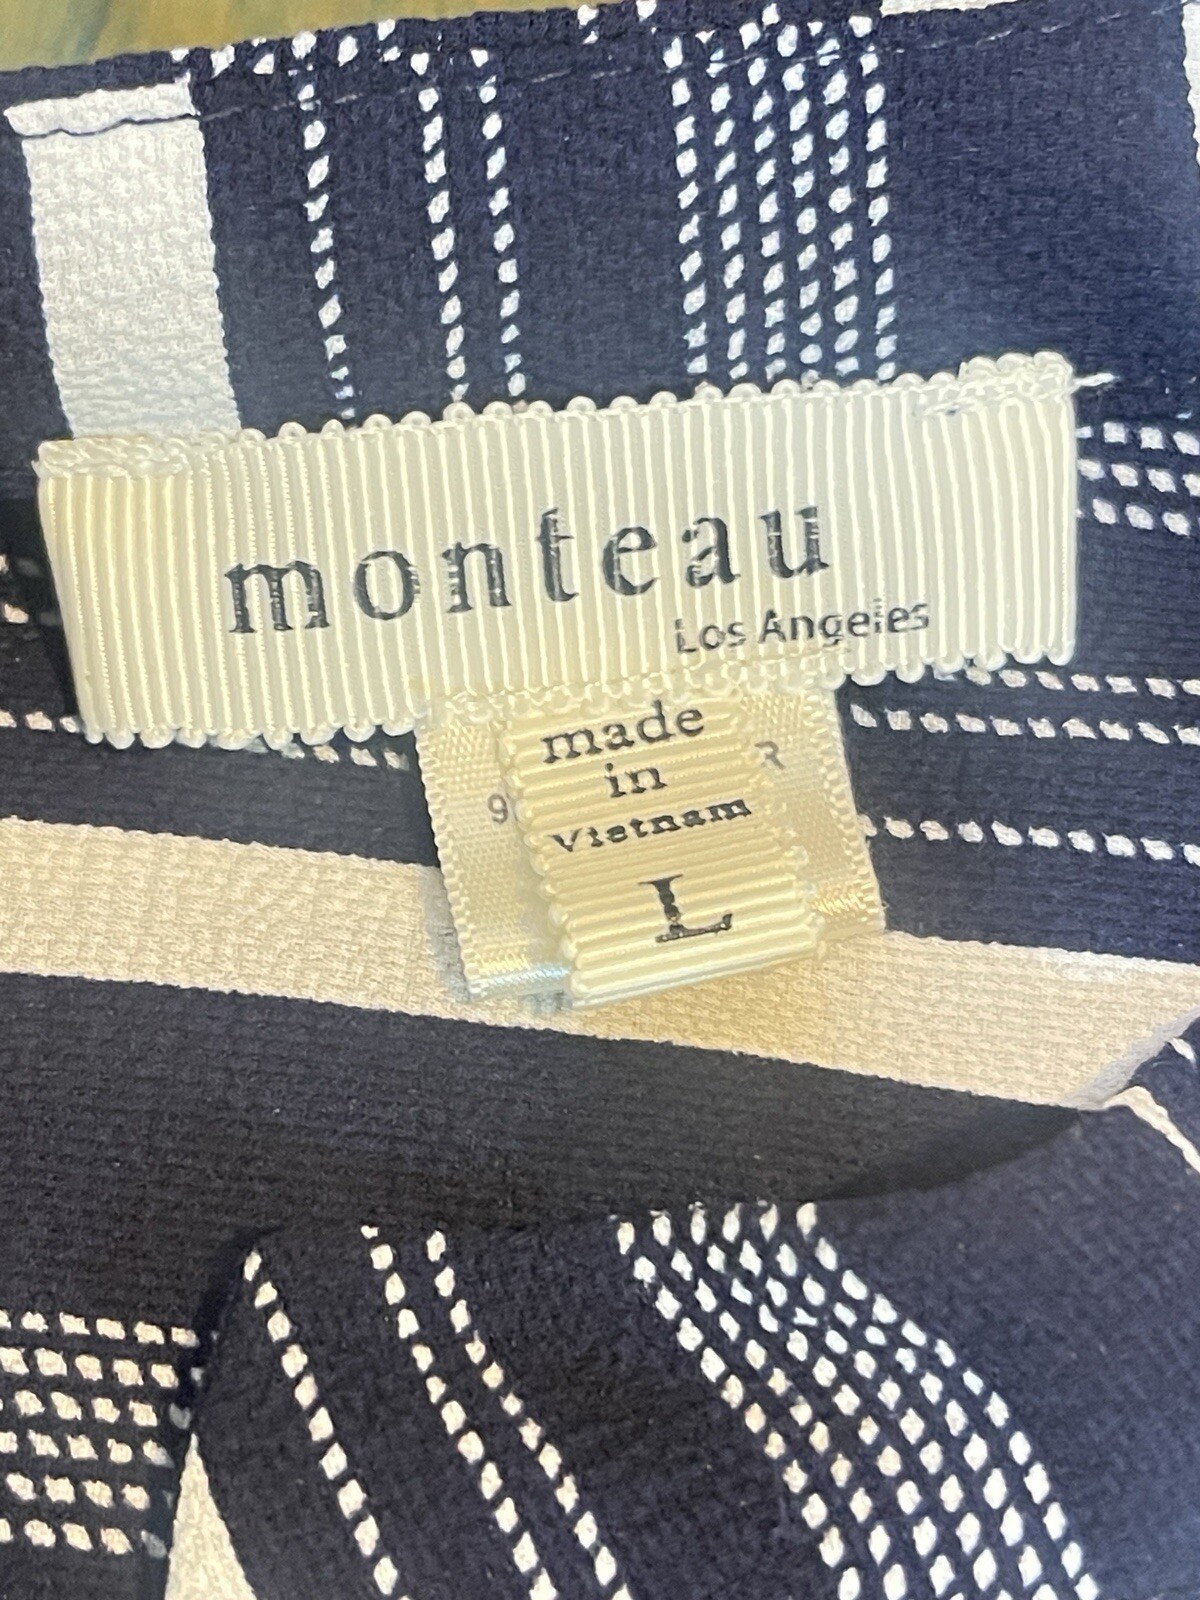 monteau
Los Angeles
made
in
Vietnam
L